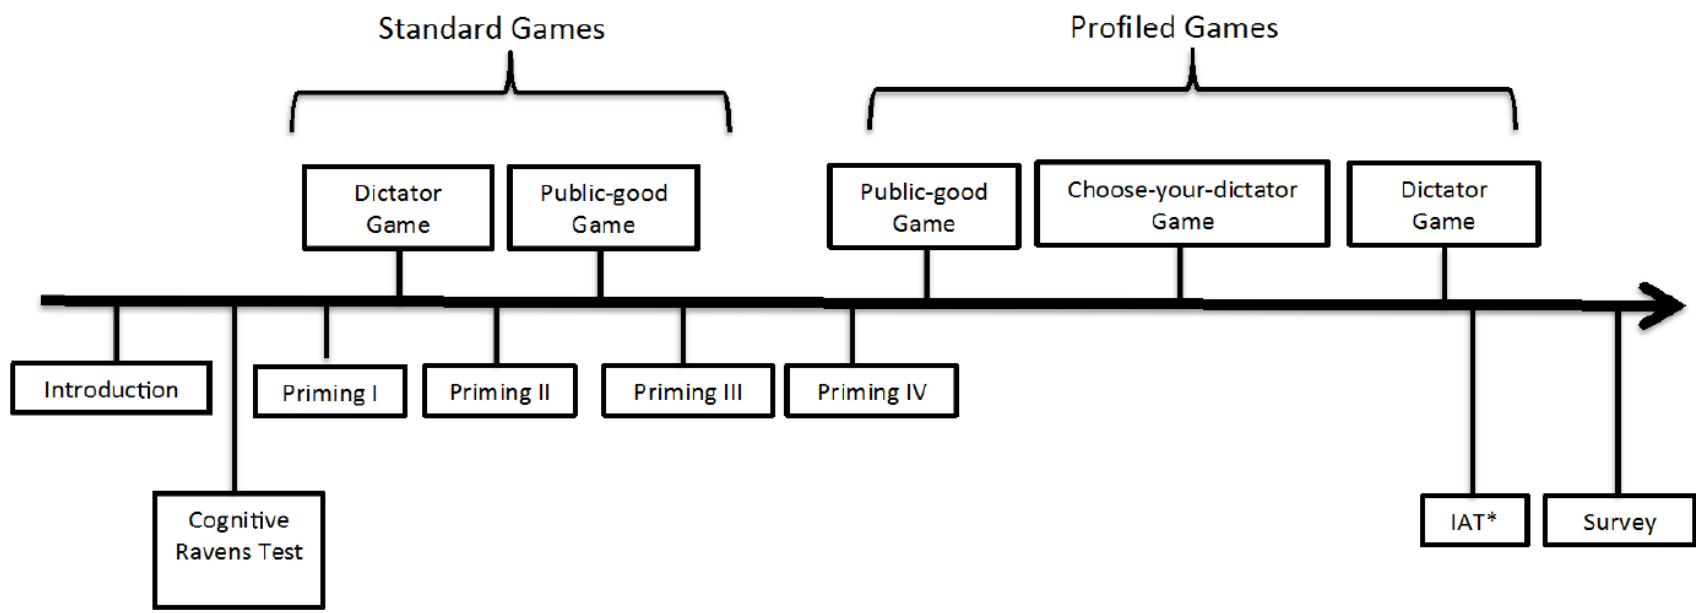 Standard Games
Profiled Games
Dictator
Game
Public-good
Game
Public-good
Game
Choose-your-dictator
Game
Dictator
Game
Introduction
Priming I
Priming II
Priming III
Priming IV
Cognitive
Ravens Test
IAT*
Survey